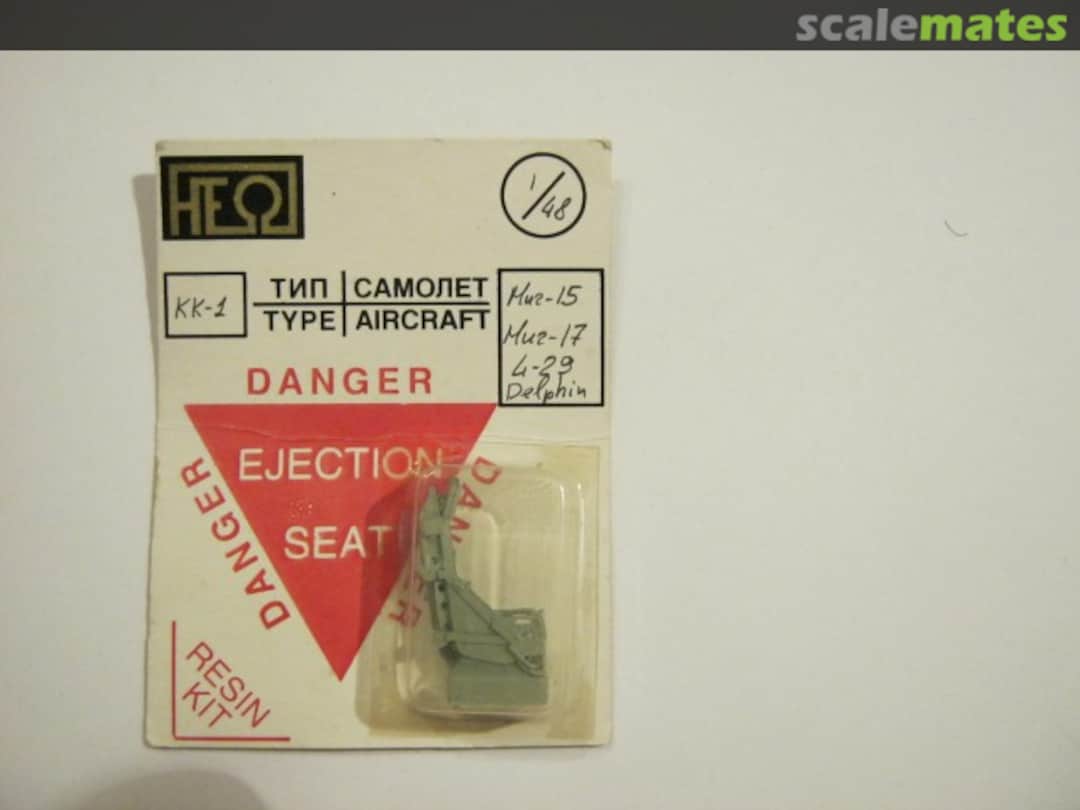 scalemates
НЕΩ
1/48
КК-1
ТИП САМОЛЕТ
TYPE AIRCRAFT
Миг-15
Миг-17
L-29
Delphin
DANGER
EJECTION
SEAT
DANGER
DANGER
RESIN
KIT